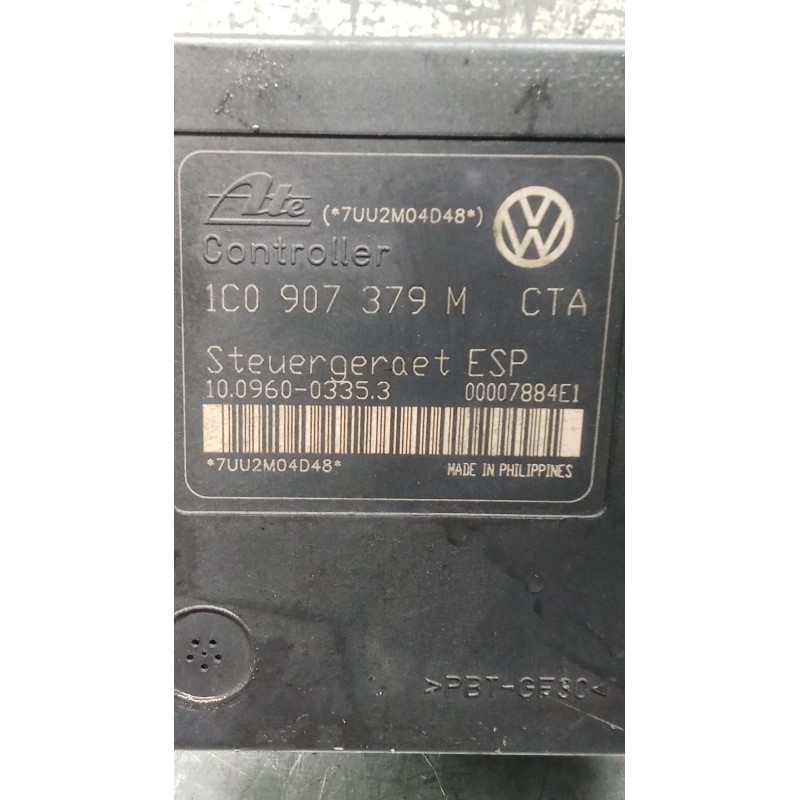 Ate (*7UU2M04D48*)
Controller
1C0 907 379 M CTA
Steuergeraet ESP
10.0960-0335.3 00007884E1
*7UU2M04D48* MADE IN PHILIPPINES
>PBT-GF30<